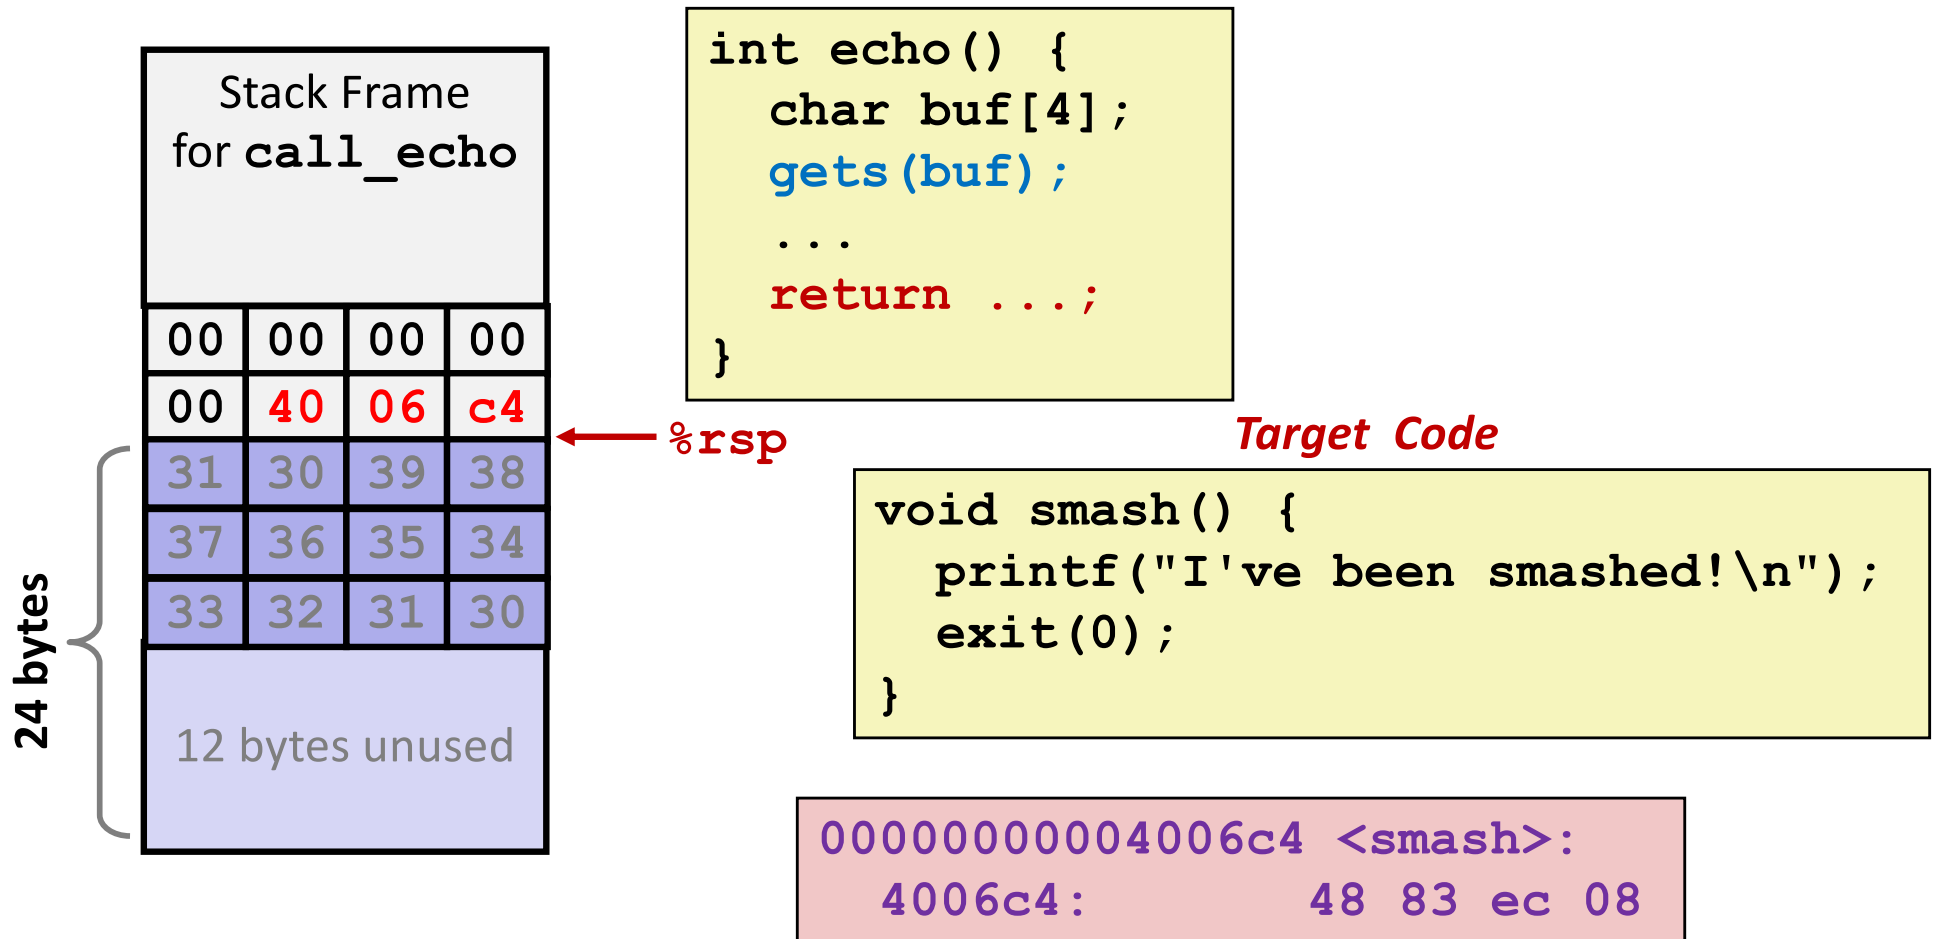 Stack Frame
for call_echo
00 00 00 00
00 40 06 c4
31 30 39 38
37 36 35 34
33 32 31 30
12 bytes unused
24 bytes
%rsp
int echo() {
  char buf[4];
  gets(buf);
  ...
  return ...;
}
Target Code
void smash() {
  printf("I've been smashed!\n");
  exit(0);
}
00000000004006c4 <smash>:
  4006c4:       48 83 ec 08